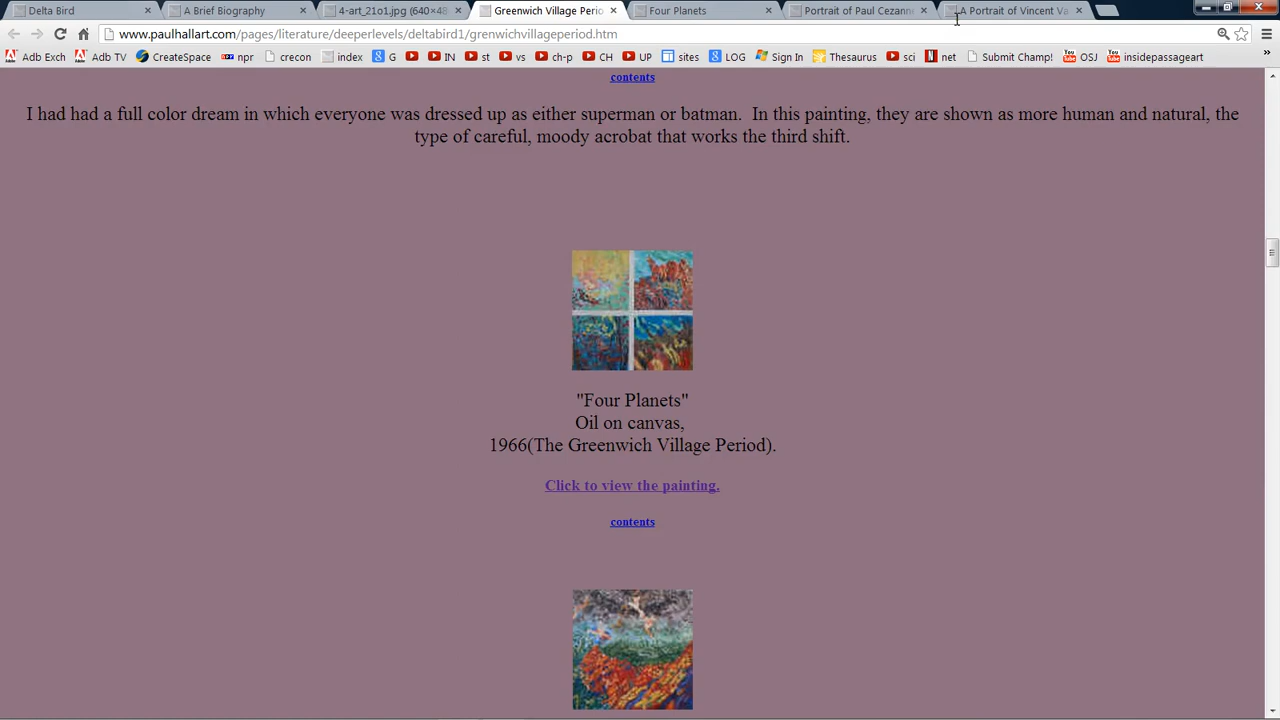 Delta Bird
A Brief Biography
4-art_21o1.jpg (640×48
Greenwich Village Perio
Four Planets
Portrait of Paul Cezanne
A Portrait of Vincent Va
www.paulhallart.com/pages/literature/deeperlevels/deltabird1/grenwichvillageperiod.htm
Adb Exch
Adb TV
CreateSpace
npr
crecon
index
G
IN
st
vs
ch-p
CH
UP
sites
LOG
Sign In
Thesaurus
sci
net
Submit Champ!
OSJ
insidepassageart
contents
I had had a full color dream in which everyone was dressed up as either superman or batman.  In this painting, they are shown as more human and natural, the
type of careful, moody acrobat that works the third shift.
"Four Planets"
Oil on canvas,
1966(The Greenwich Village Period).
Click to view the painting.
contents